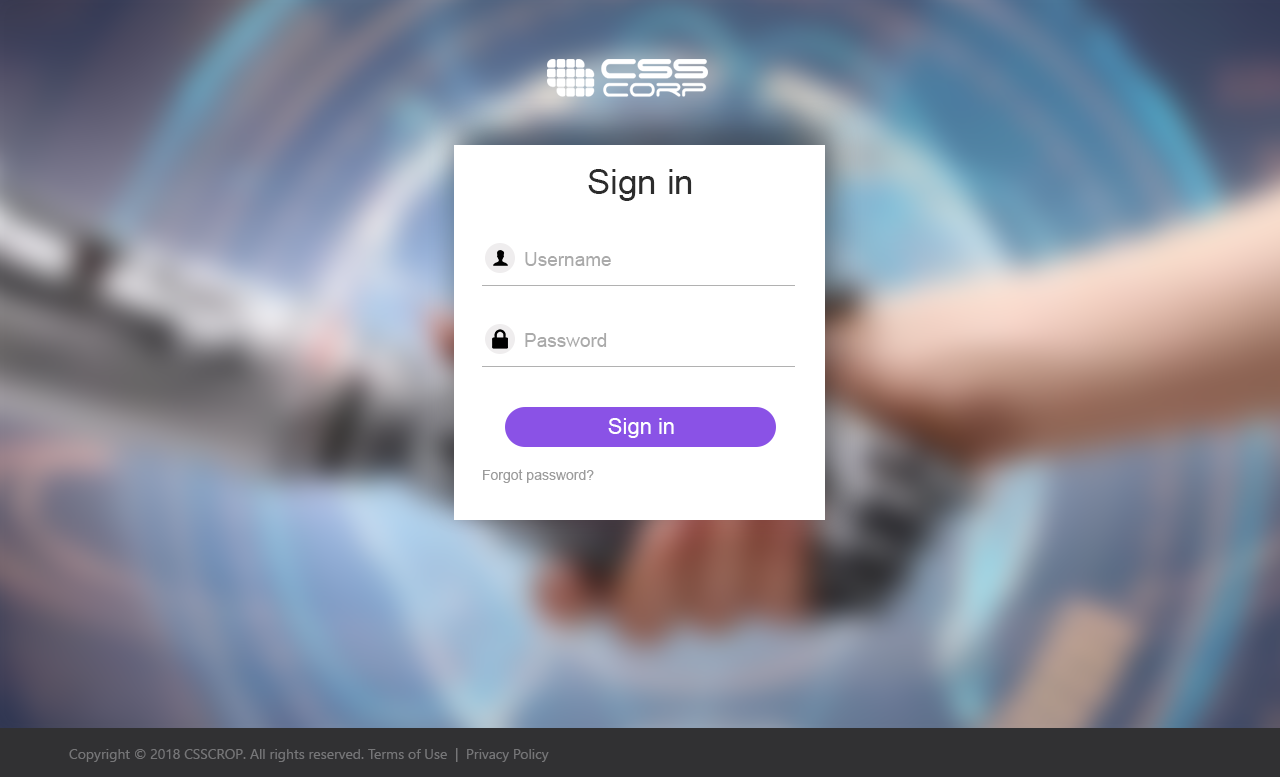 CSS
CORP
Sign in
Username
Password
Sign in
Forgot password?
Copyright © 2018 CSSCROP. All rights reserved. Terms of Use | Privacy Policy